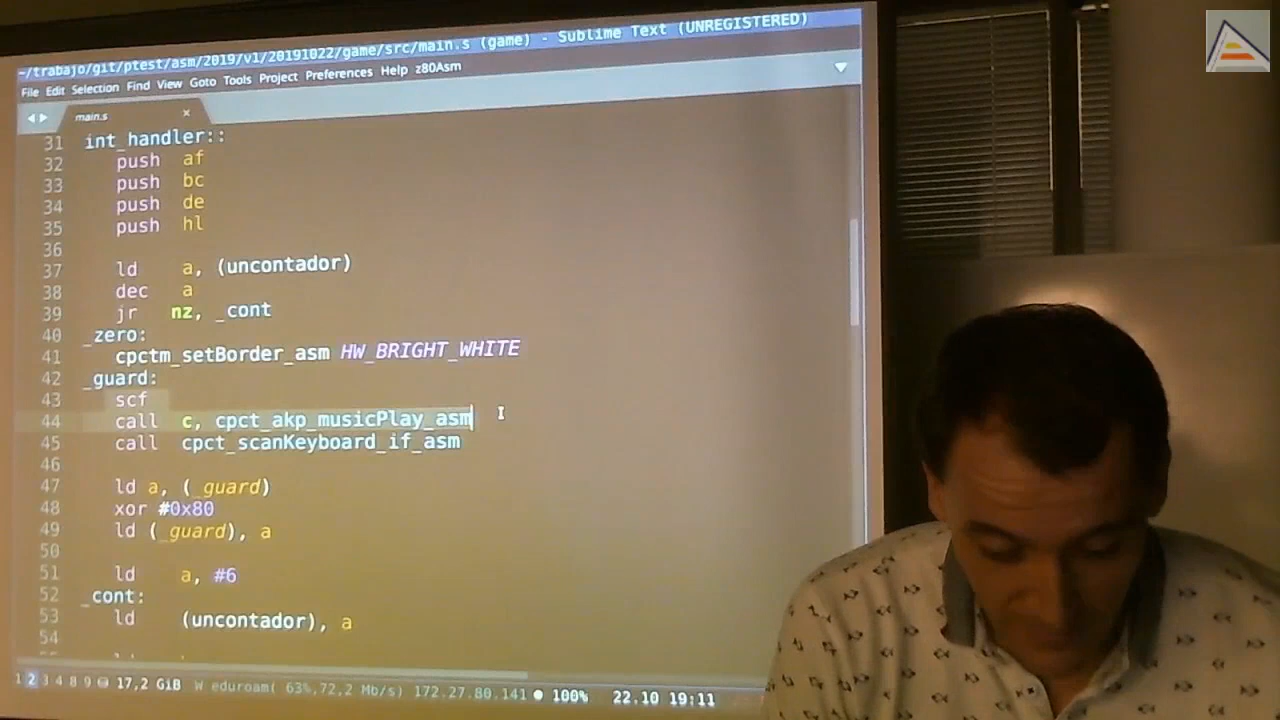 ~/trabajo/git/ptest/asm/2019/v1/20191022/game/src/main.s (game) - Sublime Text (UNREGISTERED)
File Edit Selection Find View Goto Tools Project Preferences Help z80Asm
main.s ×
31 int_handler::
32 push af
33 push bc
34 push de
35 push hl
36
37 ld a, (uncontador)
38 dec a
39 jr nz, _cont
40 _zero:
41 cpctm_setBorder_asm HW_BRIGHT_WHITE
42 _guard:
43 scf
44 call c, cpct_akp_musicPlay_asm
45 call cpct_scanKeyboard_if_asm
46
47 ld a, (_guard)
48 xor #0x80
49 ld (_guard), a
50
51 ld a, #6
52 _cont:
53 ld (uncontador), a
54
1 2 3 4 8 9 17,2 GiB W eduroam( 63%,72,2 Mb/s) 172.27.80.141 100% 22.10 19:11